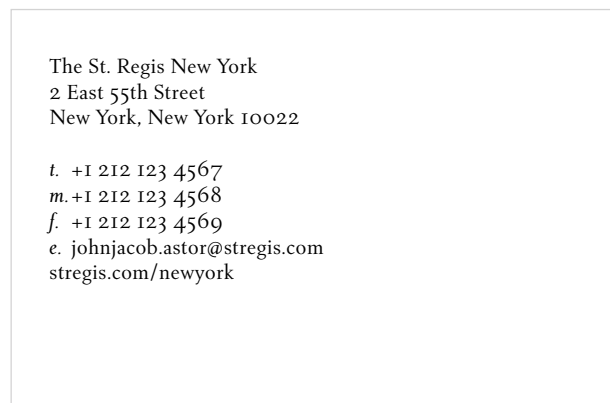 The St. Regis New York
2 East 55th Street
New York, New York 10022
t. +1 212 123 4567
m.+1 212 123 4568
f. +1 212 123 4569
e. johnjacob.astor@stregis.com
stregis.com/newyork